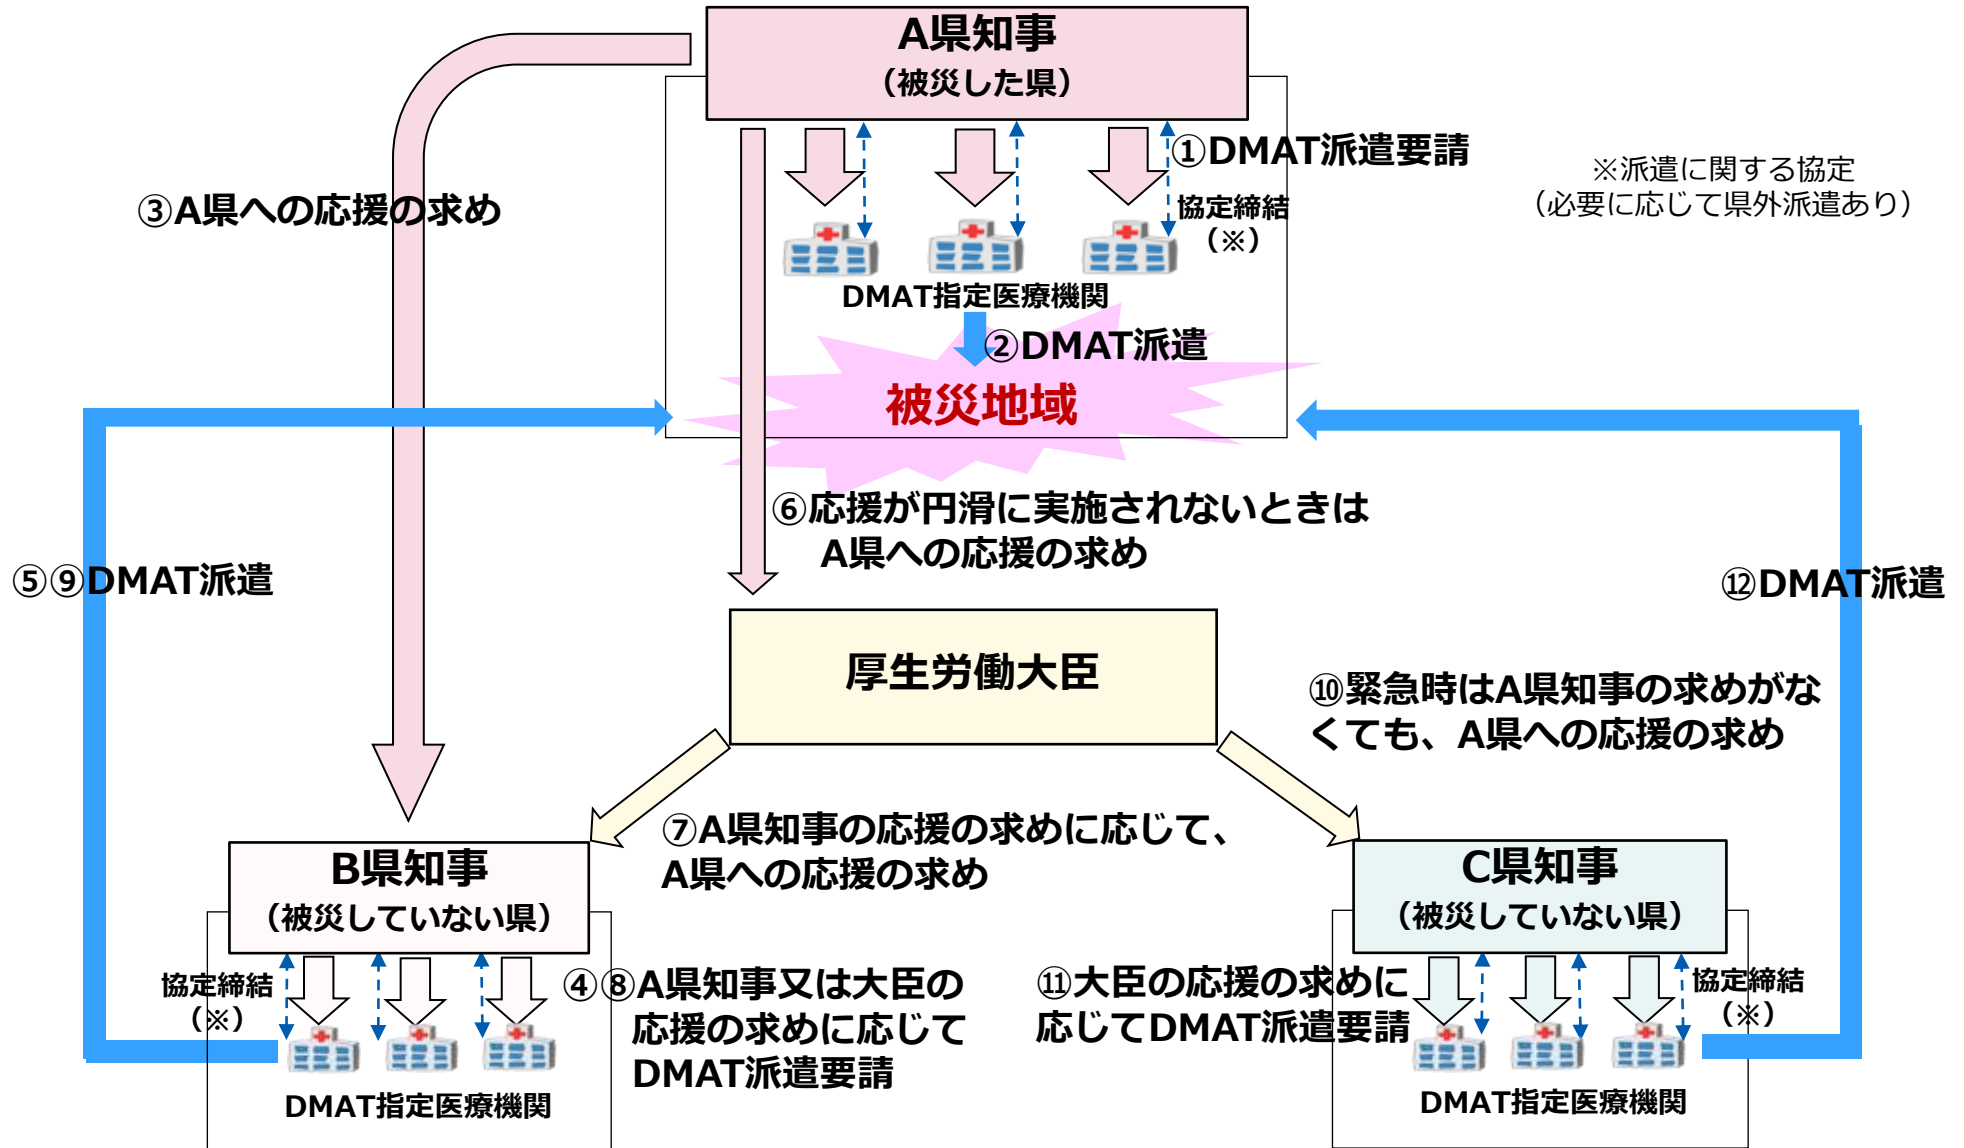 A県知事
（被災した県）
①DMAT派遣要請
※派遣に関する協定
（必要に応じて県外派遣あり）
③A県への応援の求め
協定締結
（※）
DMAT指定医療機関
②DMAT派遣
被災地域
⑥応援が円滑に実施されないときは
A県への応援の求め
⑤⑨DMAT派遣
⑫DMAT派遣
厚生労働大臣
⑩緊急時はA県知事の求めがな
くても、A県への応援の求め
⑦A県知事の応援の求めに応じて、
A県への応援の求め
B県知事
（被災していない県）
C県知事
（被災していない県）
協定締結
（※）
④⑧A県知事又は大臣の
応援の求めに応じて
DMAT派遣要請
DMAT指定医療機関
⑪大臣の応援の求めに
応じてDMAT派遣要請
協定締結
（※）
DMAT指定医療機関